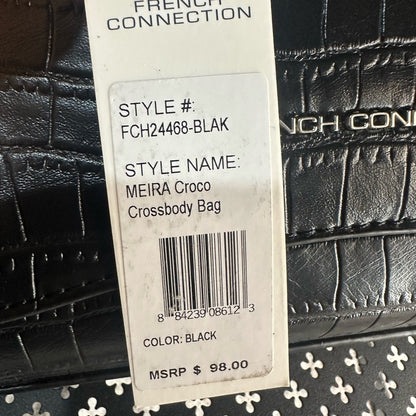 FRENCH
CONNECTION
STYLE #:
FCH24468-BLAK
STYLE NAME:
MEIRA Croco
Crossbody Bag
8 84239 08612 3
COLOR: BLACK
MSRP $ 98.00
NCH CONN